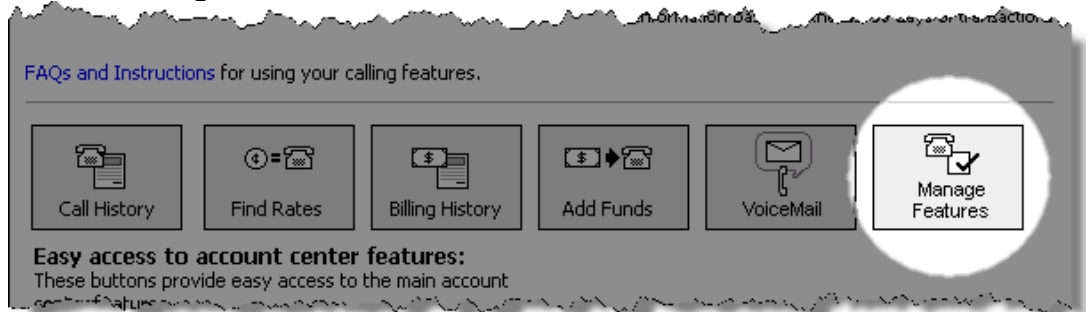 FAQs and Instructions for using your calling features.
Call History
Find Rates
Billing History
Add Funds
VoiceMail
Manage
Features
Easy access to account center features:
These buttons provide easy access to the main account